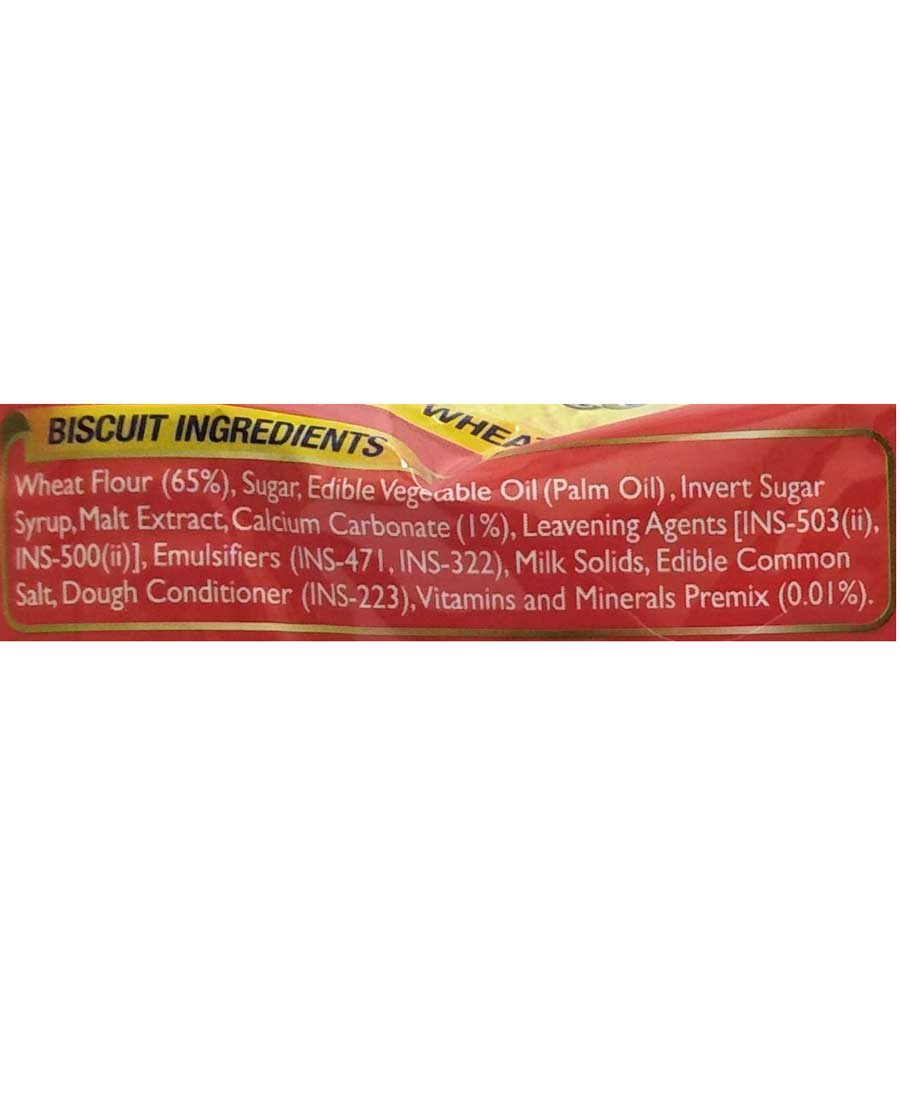 BISCUIT INGREDIENTS
Wheat Flour (65%), Sugar, Edible Vegetable Oil (Palm Oil), Invert Sugar
Syrup, Malt Extract, Calcium Carbonate (1%), Leavening Agents [INS-503(ii),
INS-500(ii)], Emulsifiers (INS-471, INS-322), Milk Solids, Edible Common
Salt, Dough Conditioner (INS-223), Vitamins and Minerals Premix (0.01%).